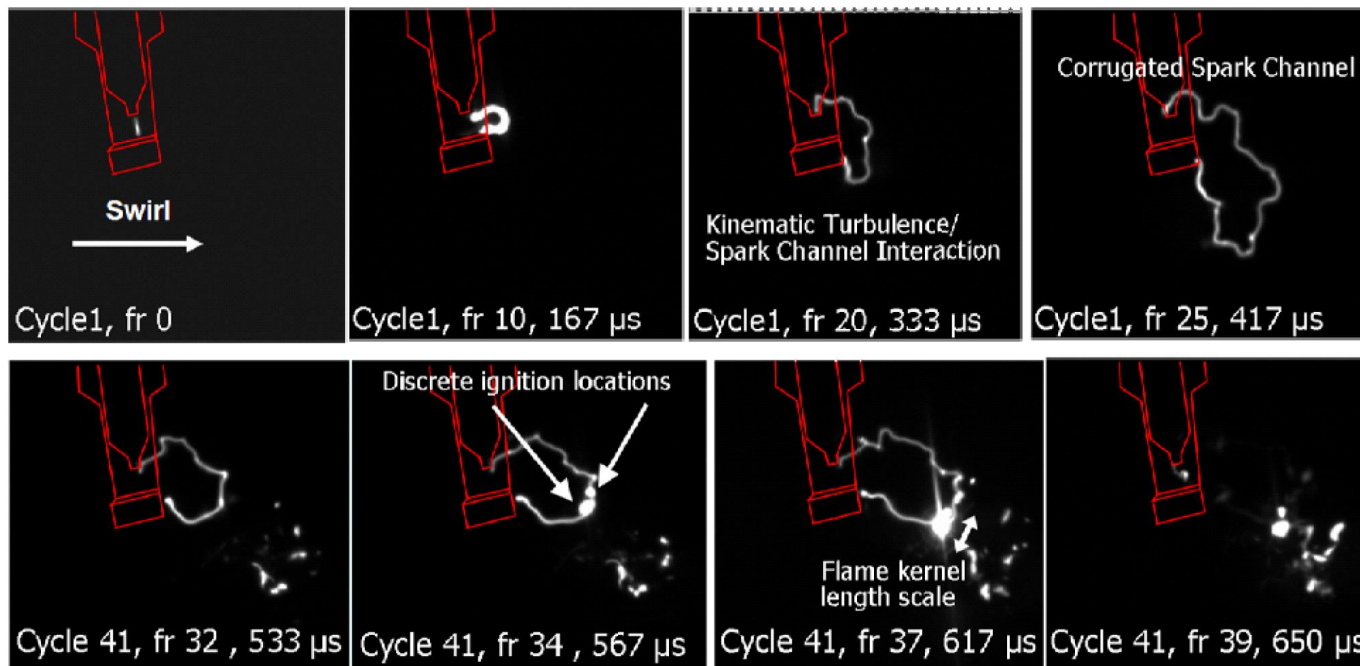 Swirl
Cycle1, fr 0
Cycle1, fr 10, 167 µs
Kinematic Turbulence/
Spark Channel Interaction
Cycle1, fr 20, 333 µs
Corrugated Spark Channel
Cycle1, fr 25, 417 µs
Cycle 41, fr 32 , 533 µs
Discrete ignition locations
Cycle 41, fr 34 , 567 µs
Flame kernel
length scale
Cycle 41, fr 37, 617 µs
Cycle 41, fr 39, 650 µs